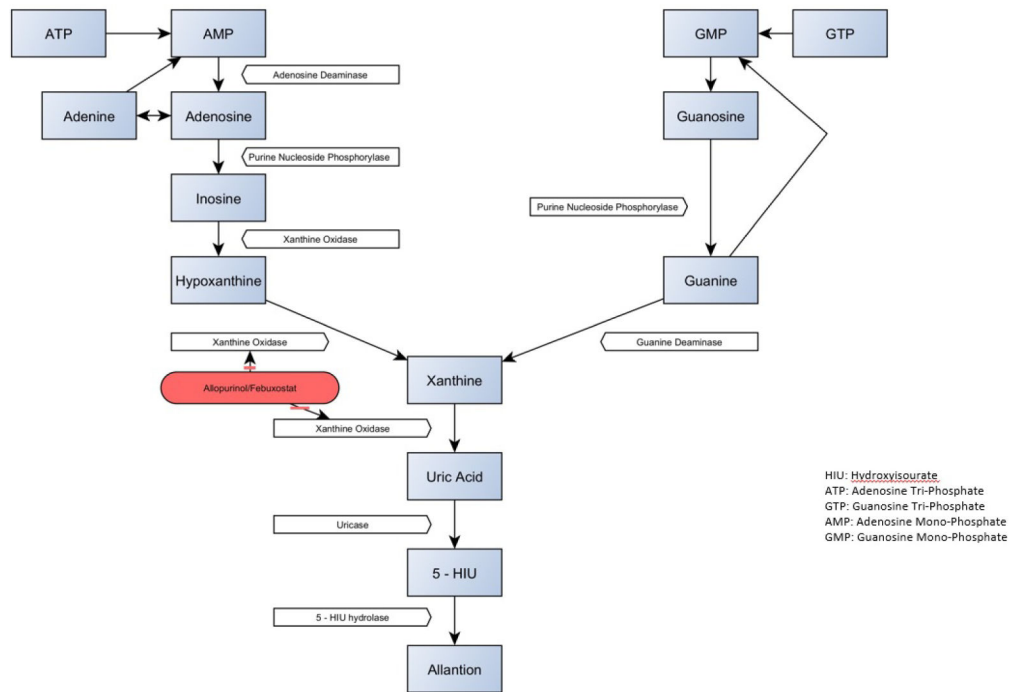 ATP
AMP
GMP
GTP
Adenosine Deaminase
Adenine
Adenosine
Guanosine
Purine Nucleoside Phosphorylase
Inosine
Purine Nucleoside Phosphorylase
Xanthine Oxidase
Hypoxanthine
Guanine
Xanthine Oxidase
Guanine Deaminase
Allopurinol/Febuxostat
Xanthine
Xanthine Oxidase
Uric Acid
HIU: Hydroxyisourate
ATP: Adenosine Tri-Phosphate
GTP: Guanosine Tri-Phosphate
AMP: Adenosine Mono-Phosphate
GMP: Guanosine Mono-Phosphate
Uricase
5 - HIU
5 - HIU hydrolase
Allantion